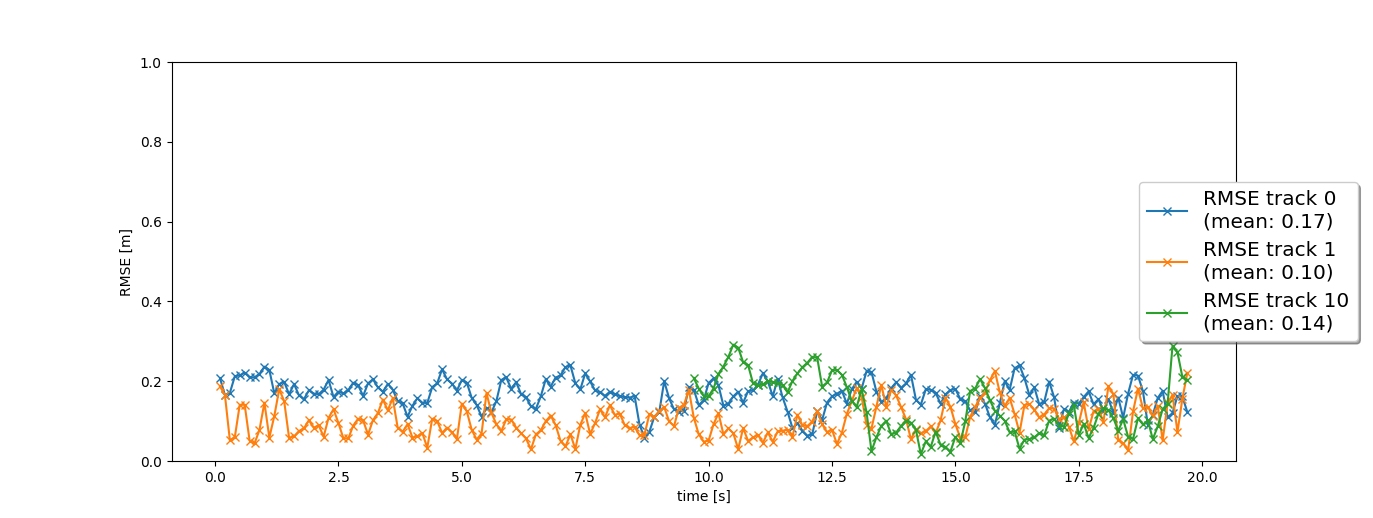 1.0
0.8
0.6
0.4
0.2
0.0
RMSE [m]
0.0 2.5 5.0 7.5 10.0 12.5 15.0 17.5 20.0
time [s]
RMSE track 0
(mean: 0.17)
RMSE track 1
(mean: 0.10)
RMSE track 10
(mean: 0.14)